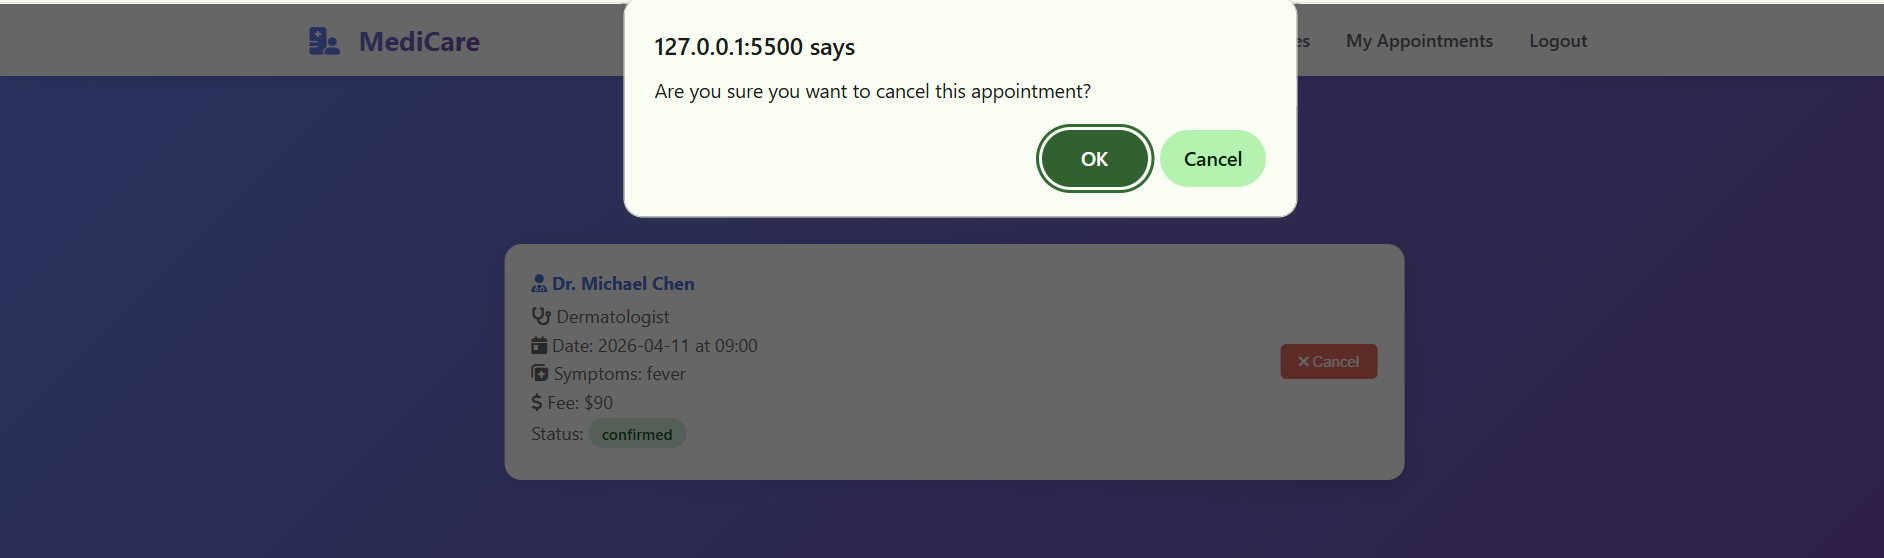 MediCare
My Appointments
Logout
127.0.0.1:5500 says
Are you sure you want to cancel this appointment?
OK
Cancel
Dr. Michael Chen
Dermatologist
Date: 2026-04-11 at 09:00
Symptoms: fever
Fee: $90
Status: confirmed
Cancel